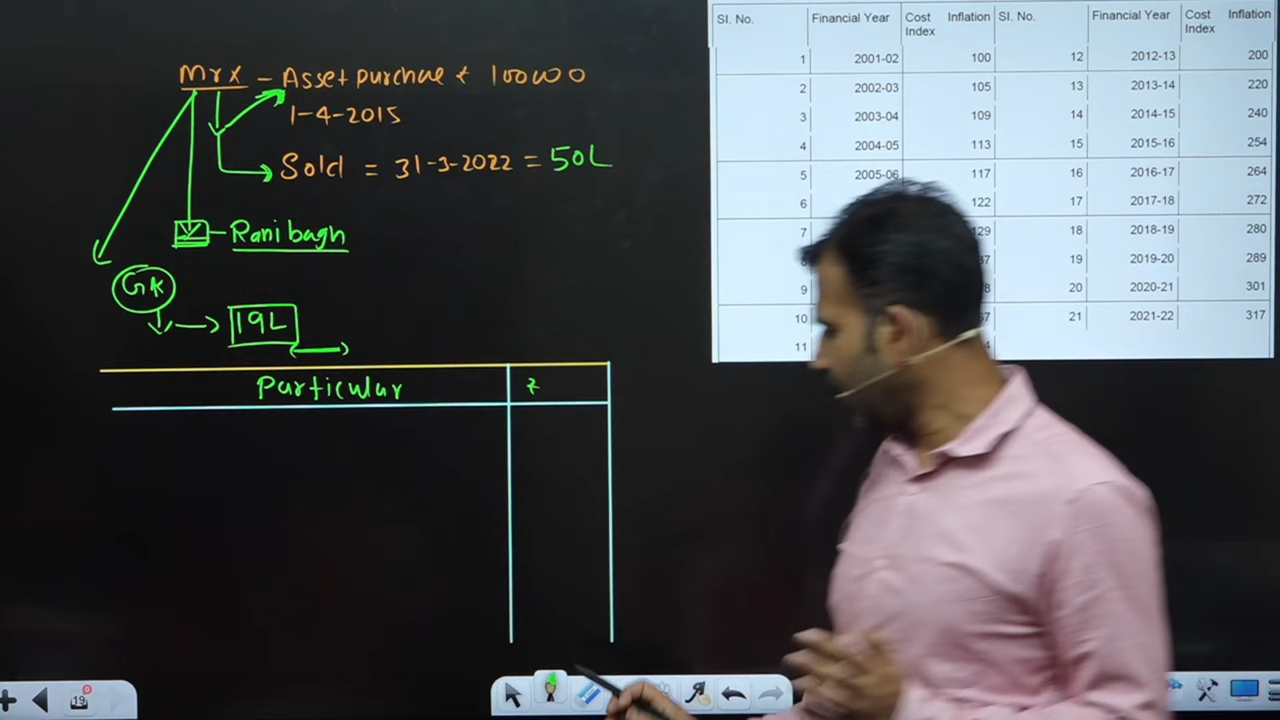 Mr X - Asset purchase ₹ 100000
1-4-2015
Sold = 31-3-2022 = 50L
Ranibagh
GK
19L
Particular ₹
SI. No. Financial Year Cost Inflation Index SI. No. Financial Year Cost Inflation Index
1 2001-02 100 12 2012-13 200
2 2002-03 105 13 2013-14 220
3 2003-04 109 14 2014-15 240
4 2004-05 113 15 2015-16 254
5 2005-06 117 16 2016-17 264
6 122 17 2017-18 272
7 129 18 2018-19 280
19 2019-20 289
9 20 2020-21 301
10 21 2021-22 317
11
19